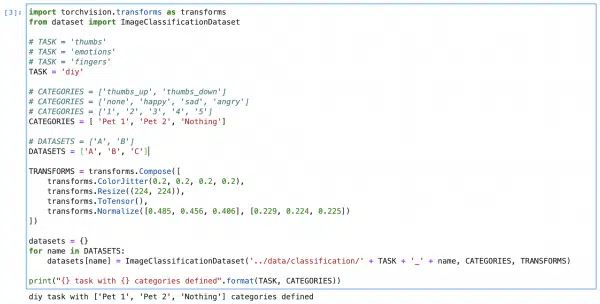 [3]: import torchvision.transforms as transforms
from dataset import ImageClassificationDataset

# TASK = 'thumbs'
# TASK = 'emotions'
# TASK = 'fingers'
TASK = 'diy'

# CATEGORIES = ['thumbs_up', 'thumbs_down']
# CATEGORIES = ['none', 'happy', 'sad', 'angry']
# CATEGORIES = ['1', '2', '3', '4', '5']
CATEGORIES = [ 'Pet 1', 'Pet 2', 'Nothing']

# DATASETS = ['A', 'B']
DATASETS = ['A', 'B', 'C']

TRANSFORMS = transforms.Compose([
    transforms.ColorJitter(0.2, 0.2, 0.2, 0.2),
    transforms.Resize((224, 224)),
    transforms.ToTensor(),
    transforms.Normalize([0.485, 0.456, 0.406], [0.229, 0.224, 0.225])
])

datasets = {}
for name in DATASETS:
    datasets[name] = ImageClassificationDataset('../data/classification/' + TASK + '_' + name, CATEGORIES, TRANSFORMS)

print("{} task with {} categories defined".format(TASK, CATEGORIES))
diy task with ['Pet 1', 'Pet 2', 'Nothing'] categories defined